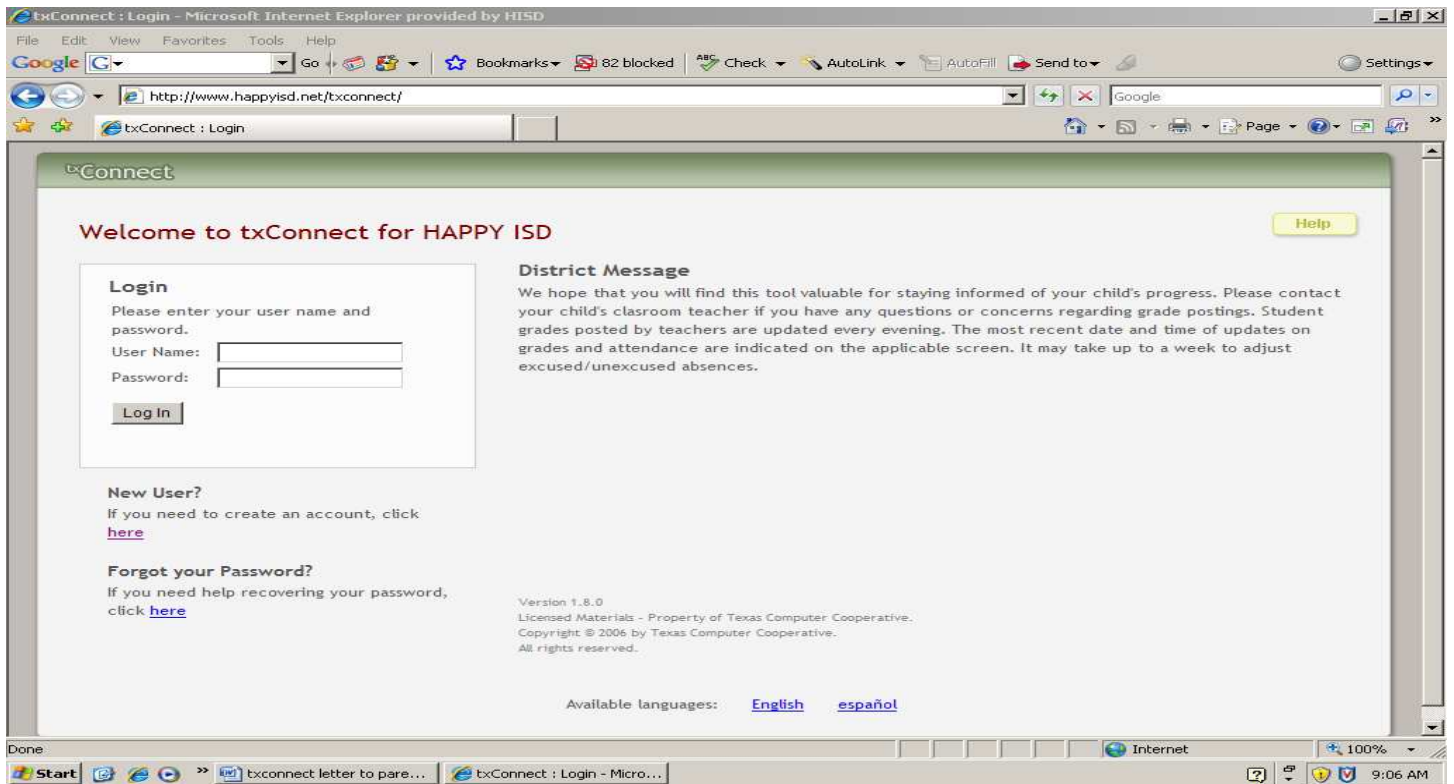 txConnect : Login - Microsoft Internet Explorer provided by HISD
File Edit View Favorites Tools Help
Google G Go Bookmarks 82 blocked ABC Check AutoLink AutoFill Send to Settings
http://www.happyisd.net/txconnect/ Google
txConnect : Login Page »
txConnect
Welcome to txConnect for HAPPY ISD
Help
Login
Please enter your user name and
password.
User Name:
Password:
Log In
New User?
If you need to create an account, click
here
Forgot your Password?
If you need help recovering your password,
click here
District Message
We hope that you will find this tool valuable for staying informed of your child's progress. Please contact
your child's clasroom teacher if you have any questions or concerns regarding grade postings. Student
grades posted by teachers are updated every evening. The most recent date and time of updates on
grades and attendance are indicated on the applicable screen. It may take up to a week to adjust
excused/unexcused absences.
Version 1.8.0
Licensed Materials - Property of Texas Computer Cooperative.
Copyright © 2006 by Texas Computer Cooperative.
All rights reserved.
Available languages: English español
Done Internet 100%
Start » txconnect letter to pare... txConnect : Login - Micro... 9:06 AM